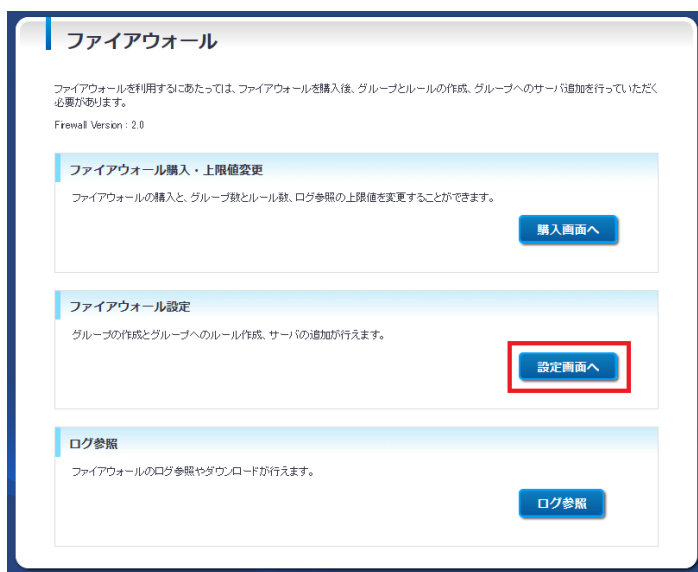 ファイアウォール
ファイアウォールを利用するにあたっては、ファイアウォールを購入後、グループとルールの作成、グループへのサーバ追加を行っていただく
必要があります。
Firewall Version : 2.0
ファイアウォール購入・上限値変更
ファイアウォールの購入と、グループ数とルール数、ログ参照の上限値を変更することができます。
購入画面へ
ファイアウォール設定
グループの作成とグループへのルール作成、サーバの追加が行えます。
設定画面へ
ログ参照
ファイアウォールのログ参照やダウンロードが行えます。
ログ参照